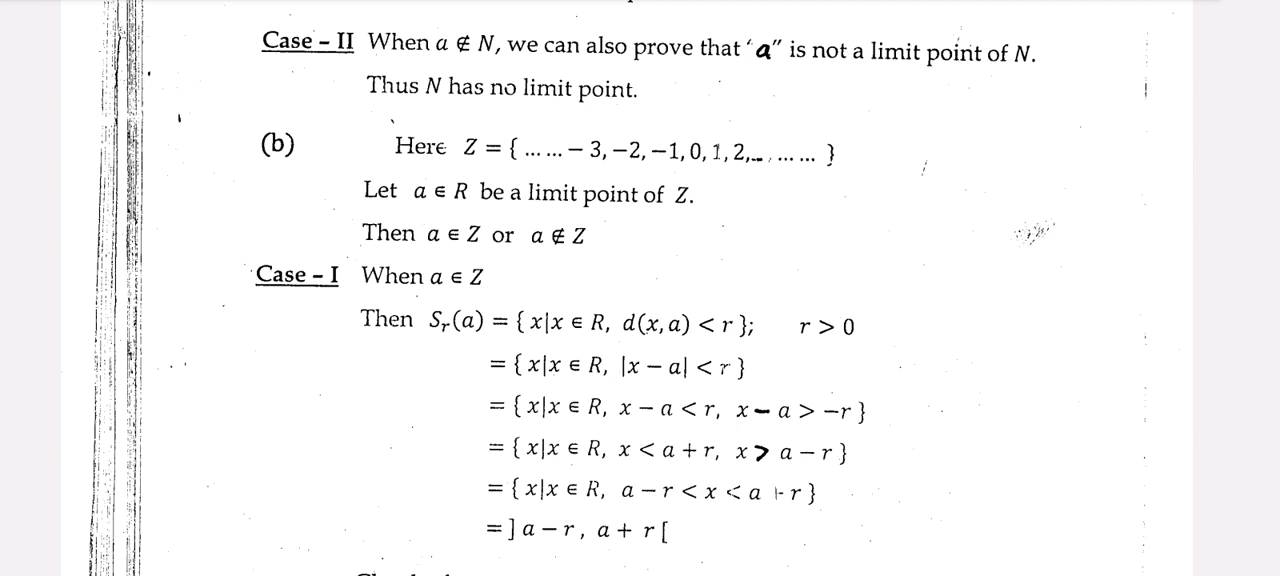 Case – II When a ∉ N, we can also prove that ‘a” is not a limit point of N.
Thus N has no limit point.
(b) Here Z = { ... ... – 3, −2, −1, 0, 1, 2, ... ... ... }
Let a ∈ R be a limit point of Z.
Then a ∈ Z or a ∉ Z
Case – I When a ∈ Z
Then Sᵣ(a) = { x|x ∈ R, d(x, a) < r }; r > 0
= { x|x ∈ R, |x − a| < r }
= { x|x ∈ R, x − a < r, x − a > −r }
= { x|x ∈ R, x < a + r, x > a − r }
= { x|x ∈ R, a − r < x < a + r }
= ] a − r, a + r [